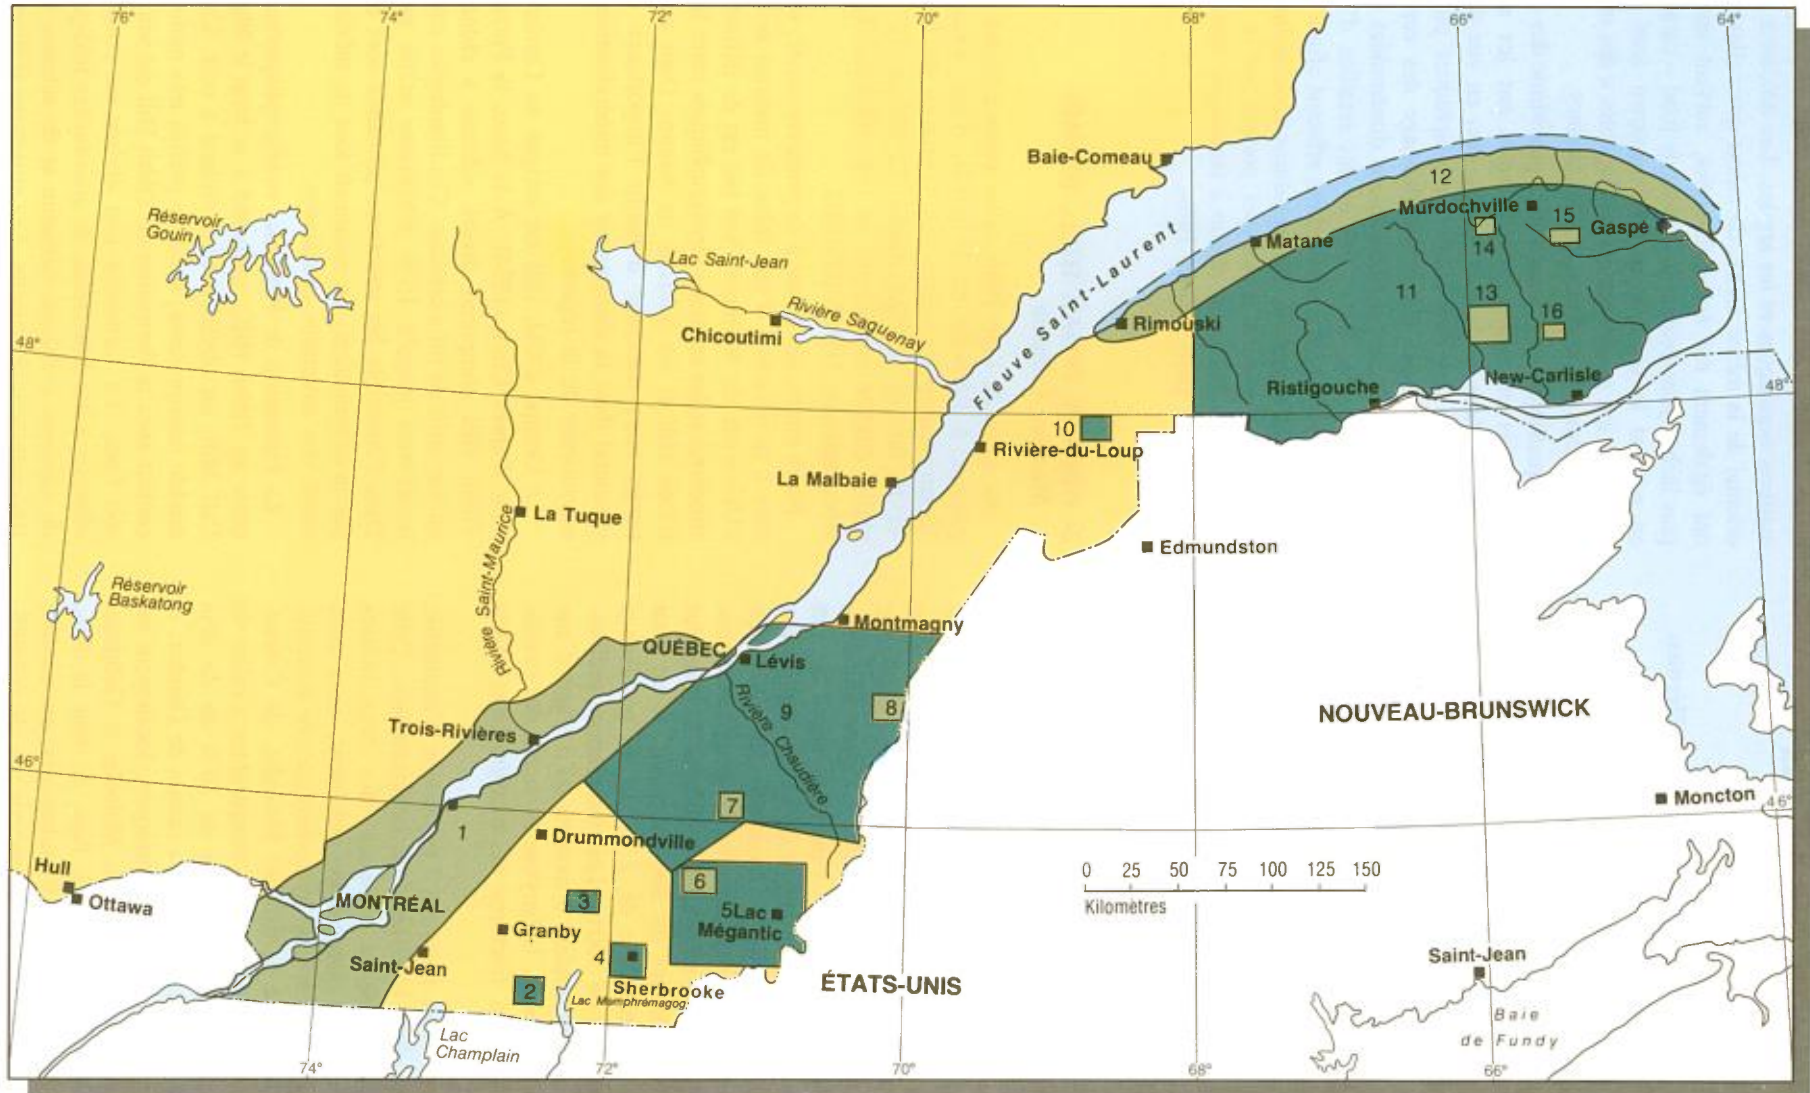 76°
74°
72°
70°
68°
66°
64°
Baie-Comeau
12
Réservoir
Gouin
Murdochville
15
Gaspé
Lac Saint-Jean
Matane
14
Rivière Saguenay
Fleuve Saint-Laurent
11
13
16
Chicoutimi
Rimouski
48°
New-Carlisle
48°
Ristigouche
10
Rivière-du-Loup
La Malbaie
La Tuque
Edmundston
Rivière Saint-Maurice
Réservoir
Baskatong
Montmagny
QUÉBEC
Lévis
Rivière Chaudière
9
8
NOUVEAU-BRUNSWICK
Trois-Rivières
46°
7
Moncton
46°
1
Drummondville
0 25 50 75 100 125 150
Kilomètres
Hull
Ottawa
6
MONTRÉAL
3
5Lac
Mégantic
Granby
4
Saint-Jean
Saint-Jean
ÉTATS-UNIS
2
Sherbrooke
Lac Memphrémagog
Baie
de Fundy
Lac
Champlain
74°
72°
70°
68°
66°